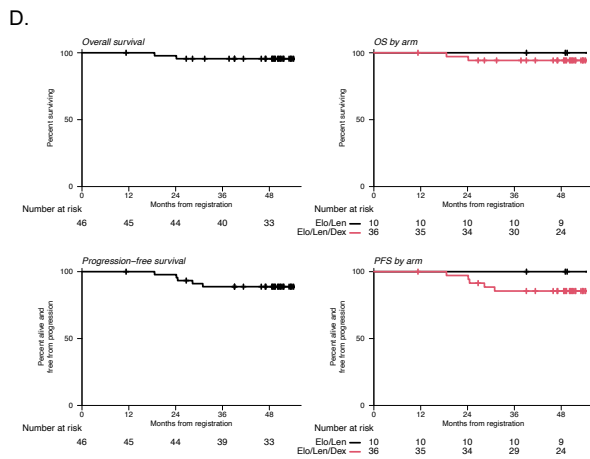 D.
Overall survival
100
50
0
Percent surviving
0 12 24 36 48
Months from registration
Number at risk
46 45 44 40 33
OS by arm
100
50
0
Percent surviving
0 12 24 36 48
Months from registration
Number at risk
Elo/Len 10 10 10 10 9
Elo/Len/Dex 36 35 34 30 24
Progression-free survival
100
50
0
Percent alive and
free from progression
0 12 24 36 48
Months from registration
Number at risk
46 45 44 39 33
PFS by arm
100
50
0
Percent alive and
free from progression
0 12 24 36 48
Months from registration
Number at risk
Elo/Len 10 10 10 10 9
Elo/Len/Dex 36 35 34 29 24